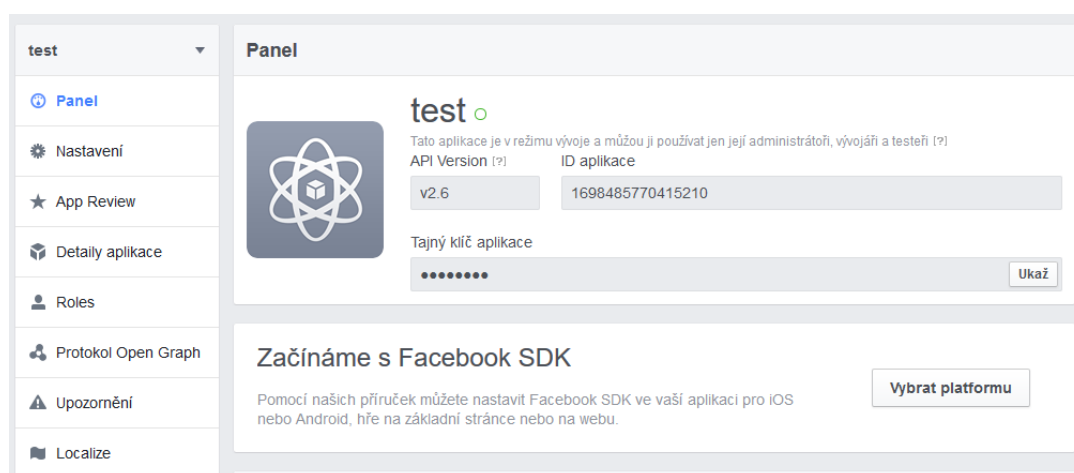 test
Panel
Nastavení
App Review
Detaily aplikace
Roles
Protokol Open Graph
Upozornění
Localize
Panel
test
Tato aplikace je v režimu vývoje a můžou ji používat jen její administrátoři, vývojáři a testeři [?]
API Version [?] ID aplikace
v2.6 1698485770415210
Tajný klíč aplikace
●●●●●●●● Ukaž
Začínáme s Facebook SDK
Pomocí našich příruček můžete nastavit Facebook SDK ve vaší aplikaci pro iOS
nebo Android, hře na základní stránce nebo na webu.
Vybrat platformu